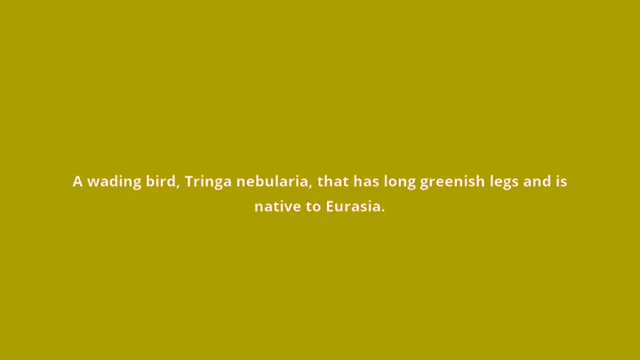 A wading bird, Tringa nebularia, that has long greenish legs and is
native to Eurasia.